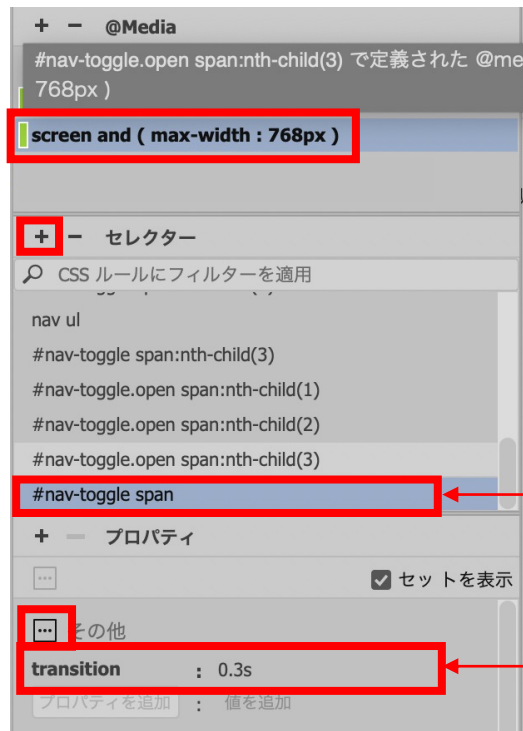 + − @Media
#nav-toggle.open span:nth-child(3) で定義された @me
768px )
screen and ( max-width : 768px )
+ − セレクター
CSS ルールにフィルターを適用
nav ul
#nav-toggle span:nth-child(3)
#nav-toggle.open span:nth-child(1)
#nav-toggle.open span:nth-child(2)
#nav-toggle.open span:nth-child(3)
#nav-toggle span
+ − プロパティ
セットを表示
その他
transition : 0.3s
プロパティを追加 : 値を追加